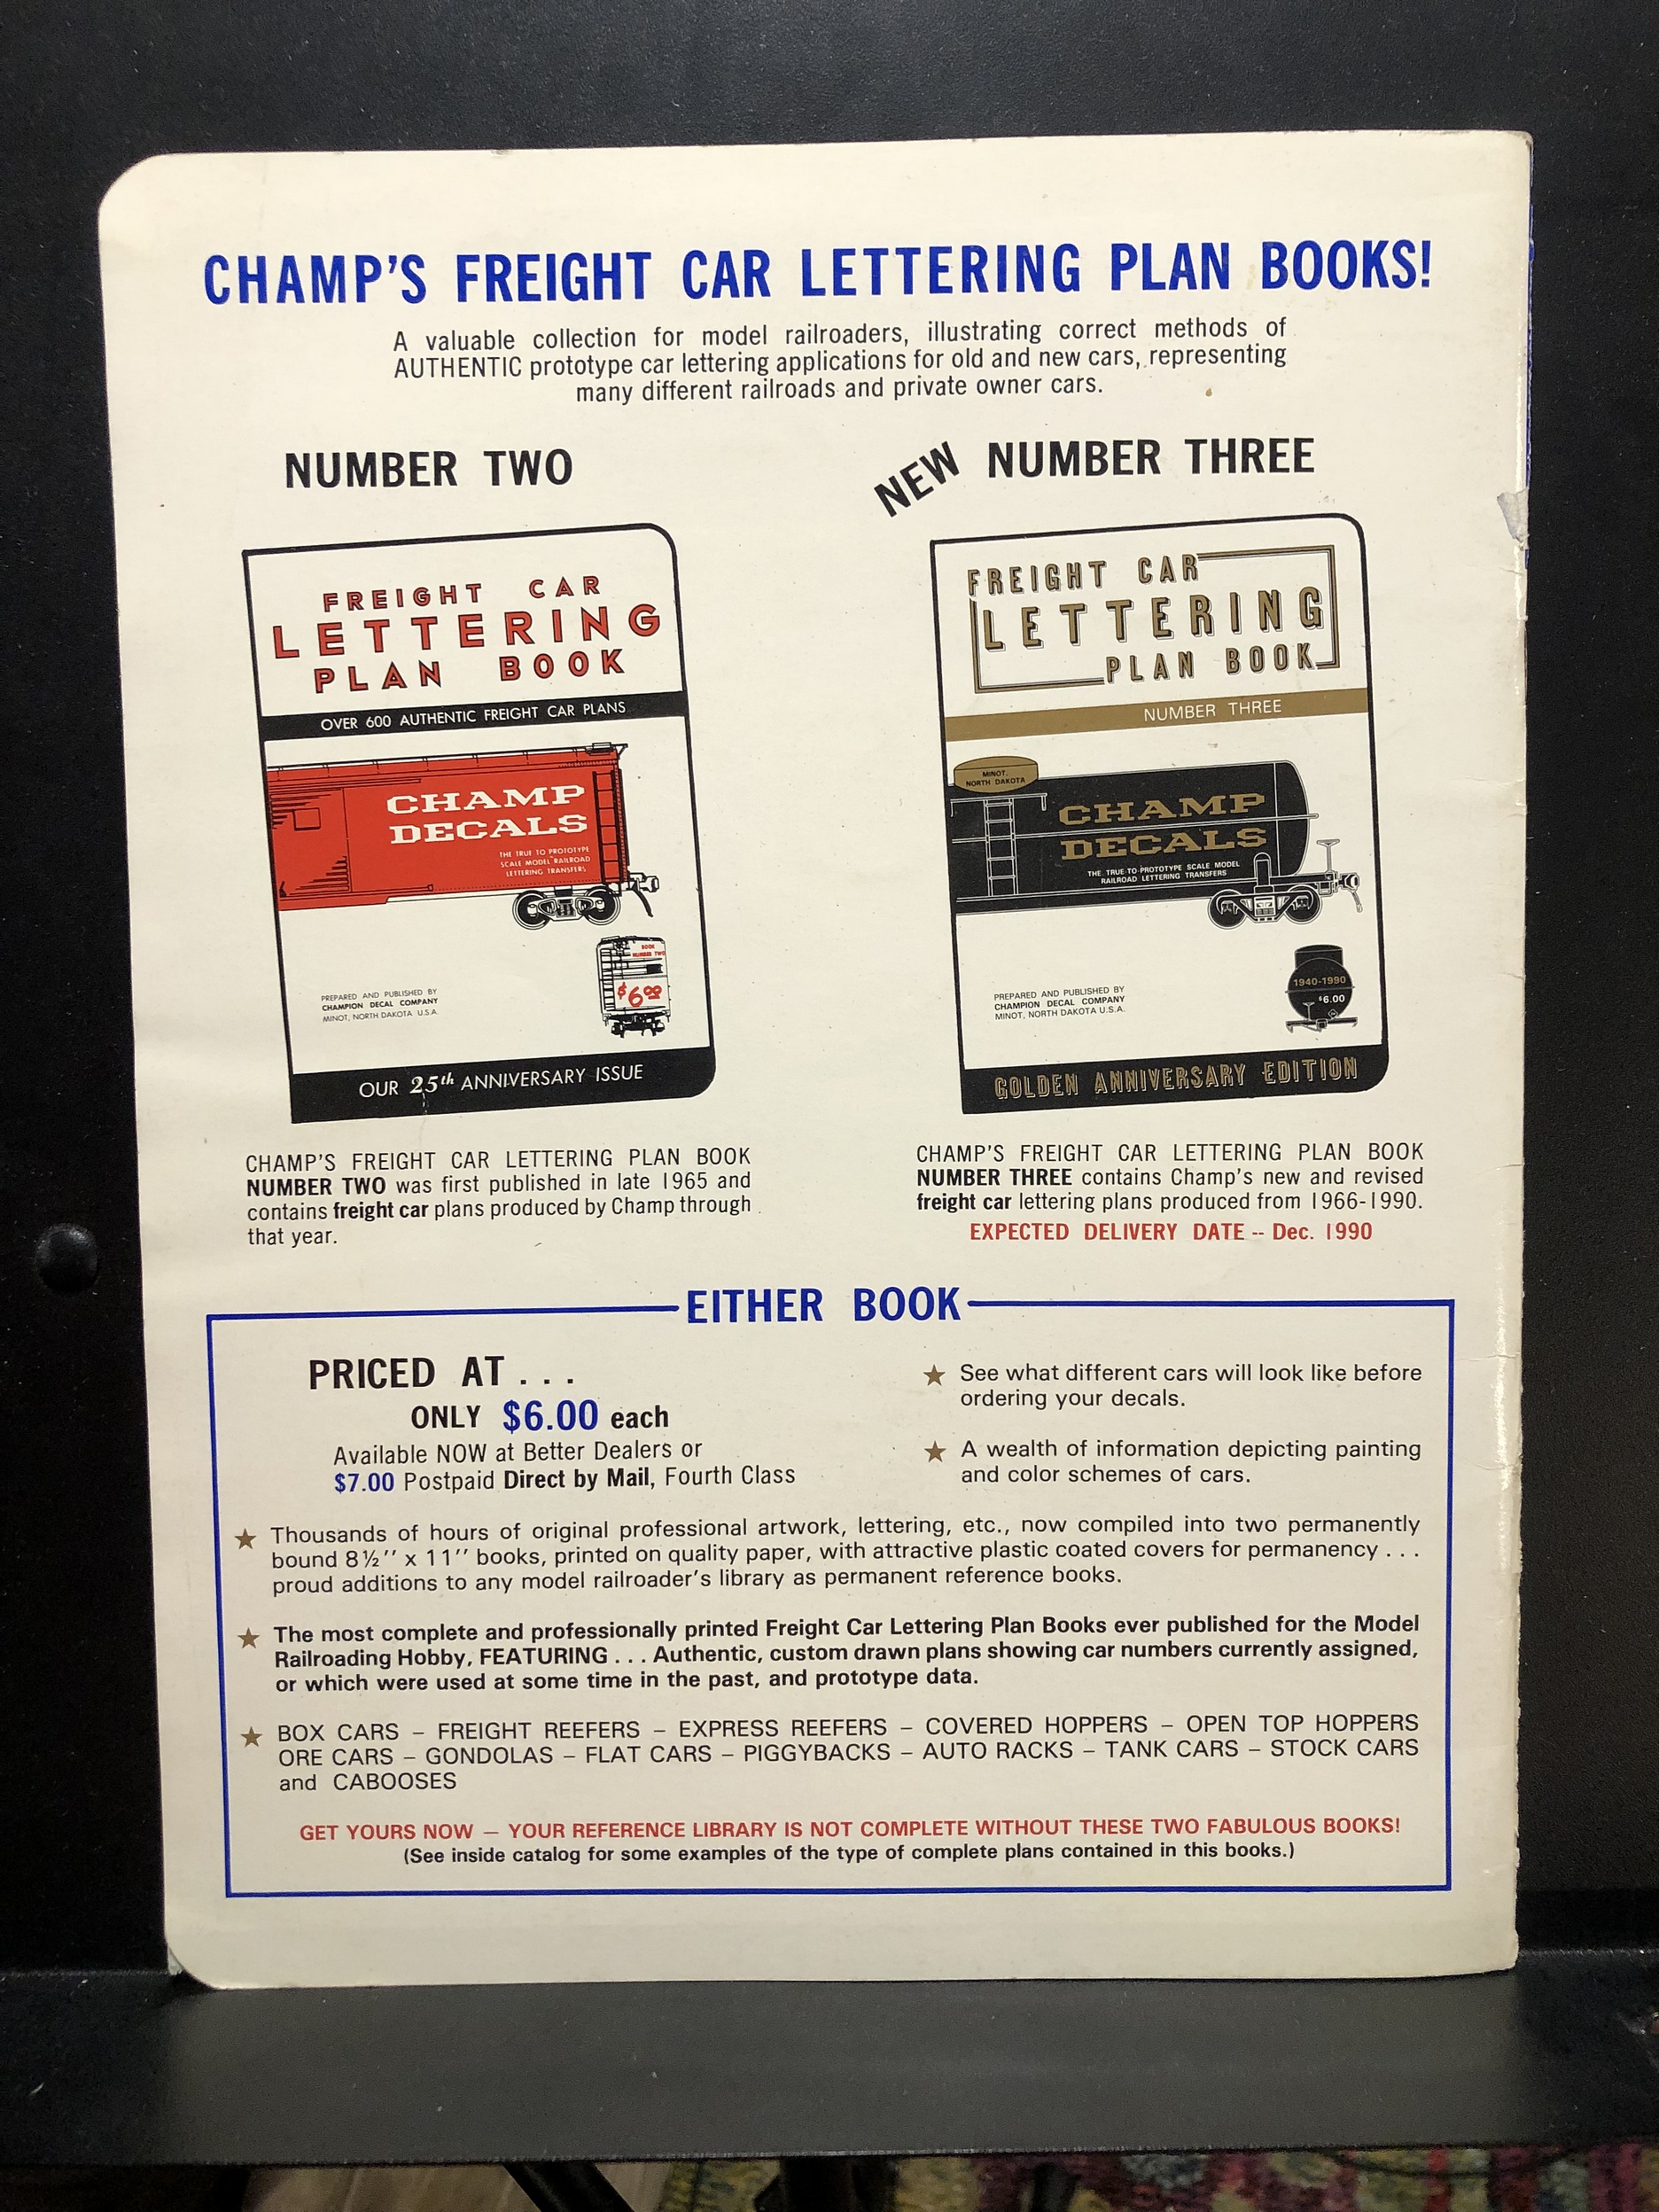 CHAMP'S FREIGHT CAR LETTERING PLAN BOOKS!
A valuable collection for model railroaders, illustrating correct methods of
AUTHENTIC prototype car lettering applications for old and new cars, representing
many different railroads and private owner cars.
NUMBER TWO
FREIGHT CAR
LETTERING
PLAN BOOK
OVER 600 AUTHENTIC FREIGHT CAR PLANS
CHAMP
DECALS
THE TRUE TO PROTOTYPE
SCALE MODEL RAILROAD
LETTERING TRANSFERS
BOOK
NUMBER TWO
$6.00
PREPARED AND PUBLISHED BY
CHAMPION DECAL COMPANY
MINOT, NORTH DAKOTA U.S.A.
OUR 25th ANNIVERSARY ISSUE
CHAMP'S FREIGHT CAR LETTERING PLAN BOOK
NUMBER TWO was first published in late 1965 and
contains freight car plans produced by Champ through
that year.
NEW NUMBER THREE
FREIGHT CAR
LETTERING
PLAN BOOK
NUMBER THREE
MINOT,
NORTH DAKOTA
CHAMP
DECALS
THE TRUE-TO-PROTOTYPE SCALE MODEL
RAILROAD LETTERING TRANSFERS
1940-1990
$6.00
PREPARED AND PUBLISHED BY
CHAMPION DECAL COMPANY
MINOT, NORTH DAKOTA U.S.A.
GOLDEN ANNIVERSARY EDITION
CHAMP'S FREIGHT CAR LETTERING PLAN BOOK
NUMBER THREE contains Champ's new and revised
freight car lettering plans produced from 1966-1990.
EXPECTED DELIVERY DATE -- Dec. 1990
EITHER BOOK
PRICED AT . . .
ONLY $6.00 each
Available NOW at Better Dealers or
$7.00 Postpaid Direct by Mail, Fourth Class
★ See what different cars will look like before
ordering your decals.
★ A wealth of information depicting painting
and color schemes of cars.
★ Thousands of hours of original professional artwork, lettering, etc., now compiled into two permanently
bound 8½'' x 11'' books, printed on quality paper, with attractive plastic coated covers for permanency . . .
proud additions to any model railroader's library as permanent reference books.
★ The most complete and professionally printed Freight Car Lettering Plan Books ever published for the Model
Railroading Hobby, FEATURING . . . Authentic, custom drawn plans showing car numbers currently assigned,
or which were used at some time in the past, and prototype data.
★ BOX CARS – FREIGHT REEFERS – EXPRESS REEFERS – COVERED HOPPERS – OPEN TOP HOPPERS
ORE CARS – GONDOLAS – FLAT CARS – PIGGYBACKS – AUTO RACKS – TANK CARS – STOCK CARS
and CABOOSES
GET YOURS NOW — YOUR REFERENCE LIBRARY IS NOT COMPLETE WITHOUT THESE TWO FABULOUS BOOKS!
(See inside catalog for some examples of the type of complete plans contained in this books.)